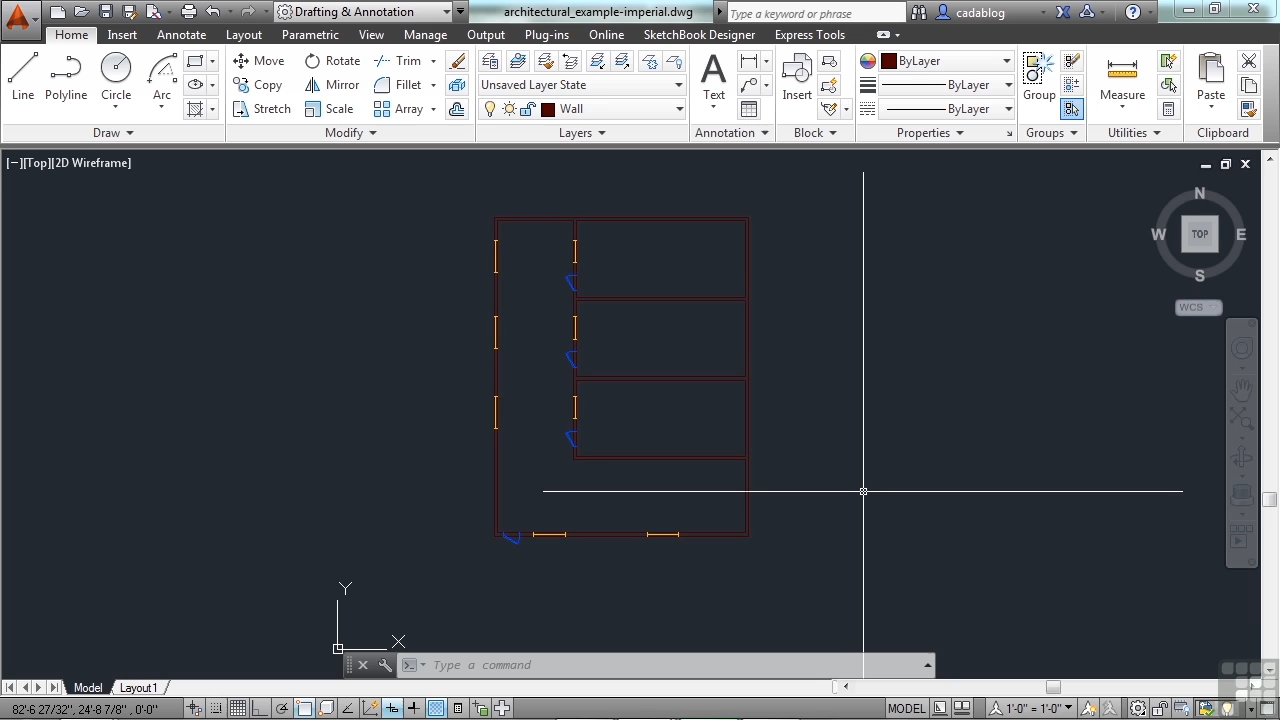 Drafting & Annotation architectural_example-imperial.dwg Type a keyword or phrase cadablog
Home Insert Annotate Layout Parametric View Manage Output Plug-ins Online SketchBook Designer Express Tools
Line Polyline Circle Arc
Move Rotate Trim
Copy Mirror Fillet
Stretch Scale Array
Unsaved Layer State
Wall
Text Insert
ByLayer
ByLayer
ByLayer
Group Measure Paste
Draw Modify Layers Annotation Block Properties Groups Utilities Clipboard
[−][Top][2D Wireframe]
N
W TOP E
S
WCS
Y
X
Type a command
Model Layout1
82'-6 27/32", 24'-8 7/8" , 0'-0" MODEL 1'-0" = 1'-0"